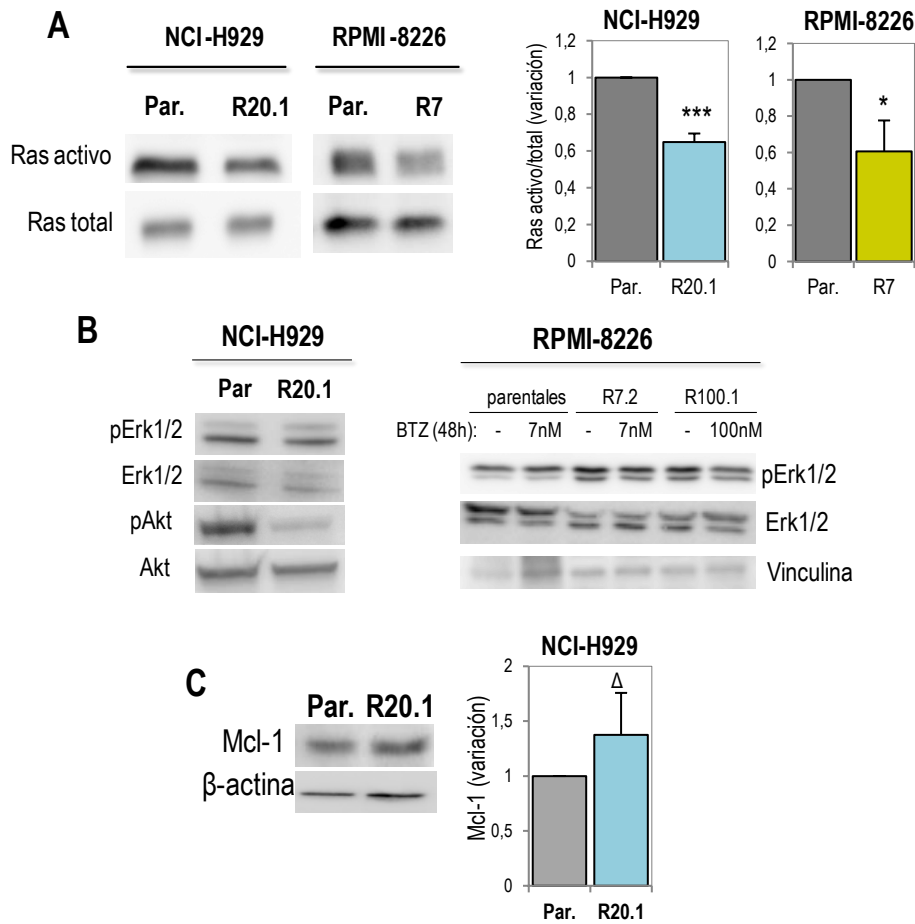 A
NCI-H929
RPMI-8226
Par.
R20.1
Par.
R7
Ras activo
Ras total
NCI-H929
RPMI-8226
Ras activo/total (variación)
1,2
1
0,8
0,6
0,4
0,2
0
***
Par.
R20.1
1,2
1
0,8
0,6
0,4
0,2
0
*
Par.
R7
B
NCI-H929
Par
R20.1
pErk1/2
Erk1/2
pAkt
Akt
RPMI-8226
parentales
R7.2
R100.1
BTZ (48h): - 7nM - 7nM - 100nM
pErk1/2
Erk1/2
Vinculina
C
Par. R20.1
Mcl-1
β-actina
NCI-H929
Mcl-1 (variación)
2
1,5
1
0,5
0
Δ
Par.
R20.1